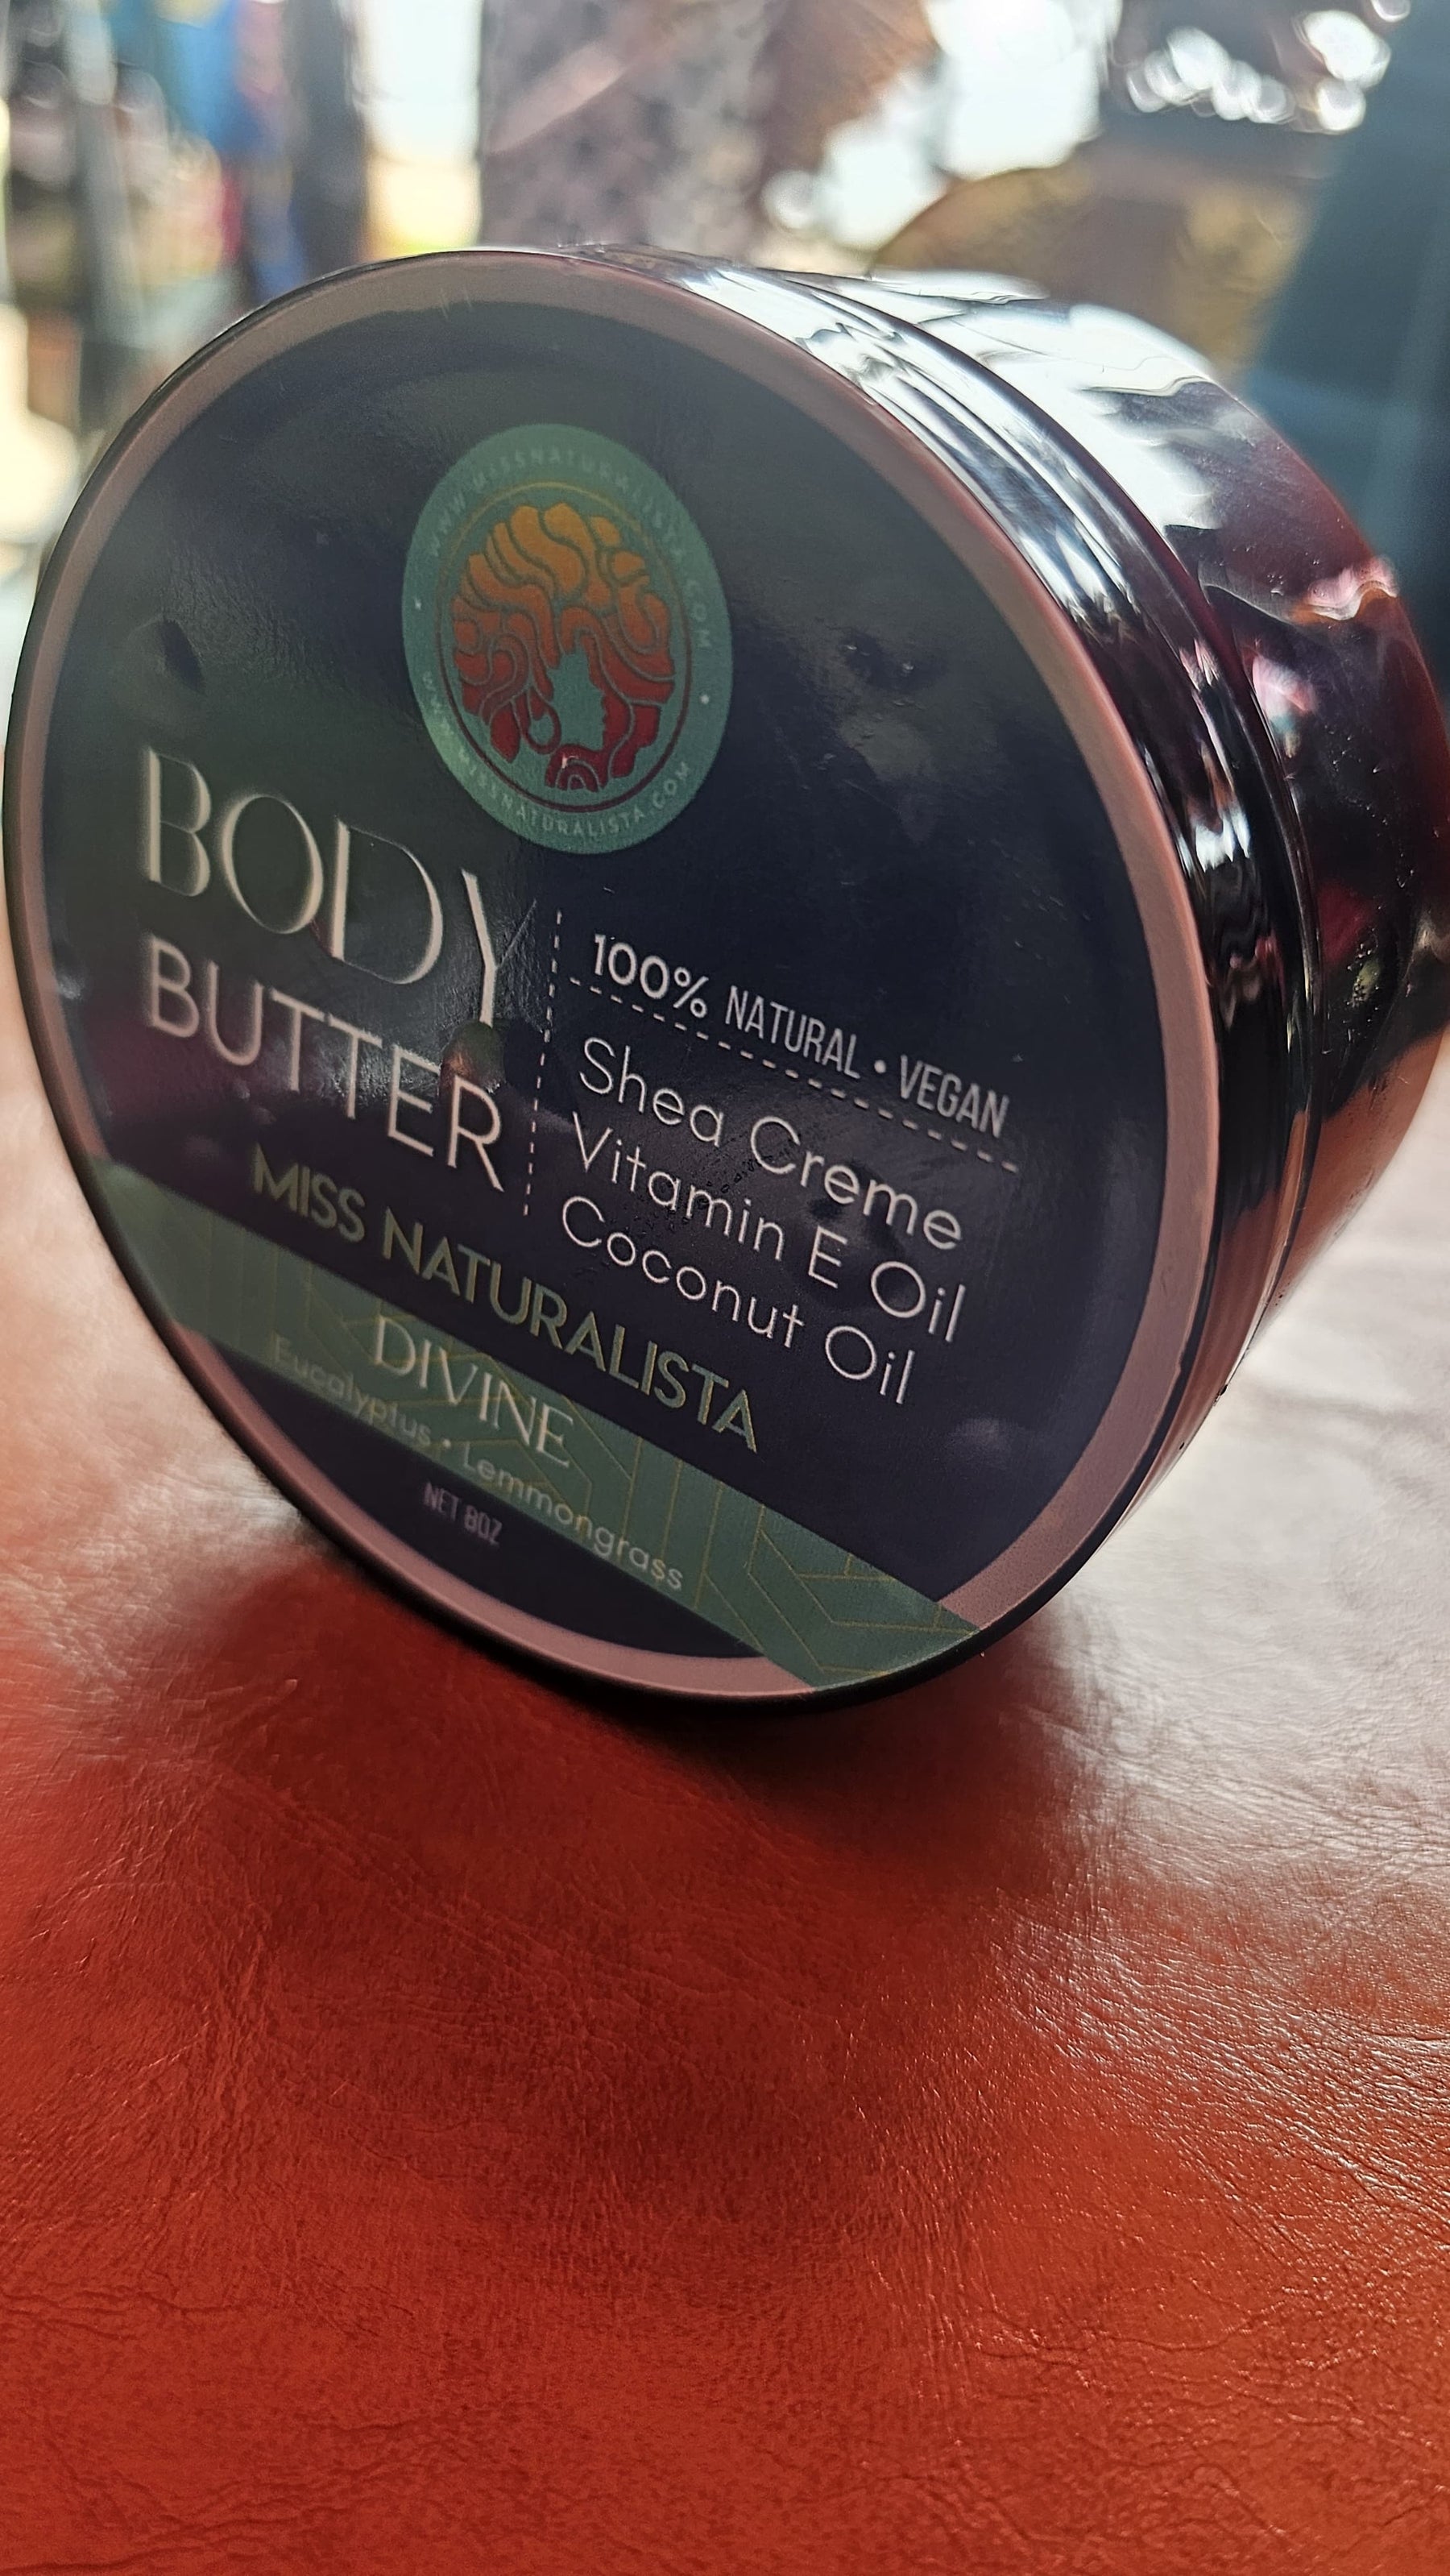 WWW.MISSNATURALISTA.COM
WWW.MISSNATURALISTA.COM
BODY
BUTTER
100% NATURAL • VEGAN
Shea Creme
Vitamin E Oil
Coconut Oil
MISS NATURALISTA
DIVINE
Eucalyptus • Lemmongrass
NET 8OZ